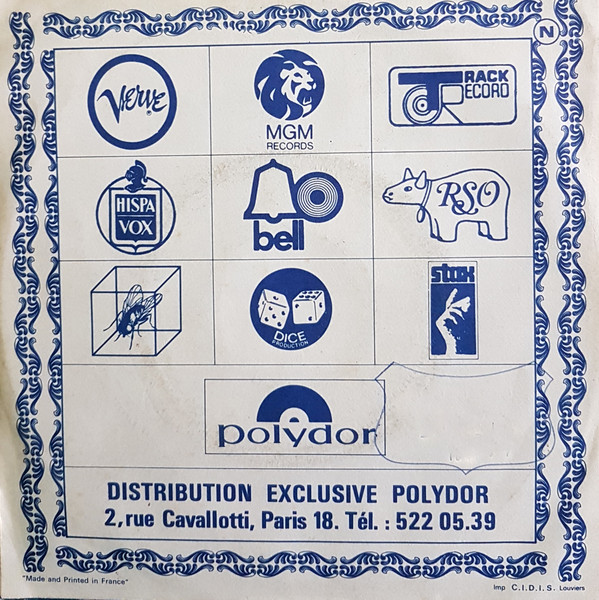 N
Verve
MGM
RECORDS
TRACK
RECORD
HISPA
VOX
bell
RSO
DICE
PRODUCTION
stax
polydor
DISTRIBUTION EXCLUSIVE POLYDOR
2, rue Cavallotti, Paris 18. Tél. : 522 05.39
"Made and Printed in France"
Imp C.I.D.I.S. Louviers